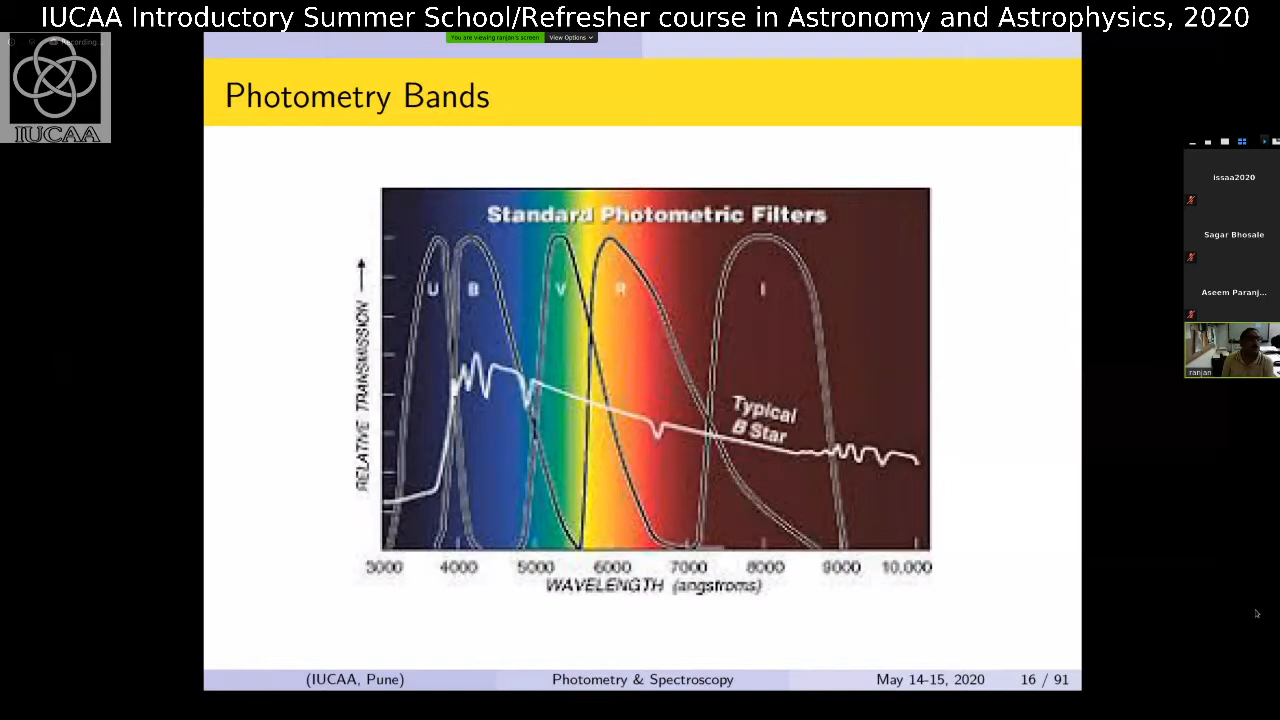 IUCAA Introductory Summer School/Refresher course in Astronomy and Astrophysics, 2020
You are viewing ranjan's screen View Options
Recording...
IUCAA
Photometry Bands
Standard Photometric Filters
U B V R I
Typical
B Star
RELATIVE TRANSMISSION
3000 4000 5000 6000 7000 8000 9000 10,000
WAVELENGTH (angstroms)
issaa2020
Sagar Bhosale
Aseem Paranj...
ranjan
(IUCAA, Pune) Photometry & Spectroscopy May 14-15, 2020 16 / 91